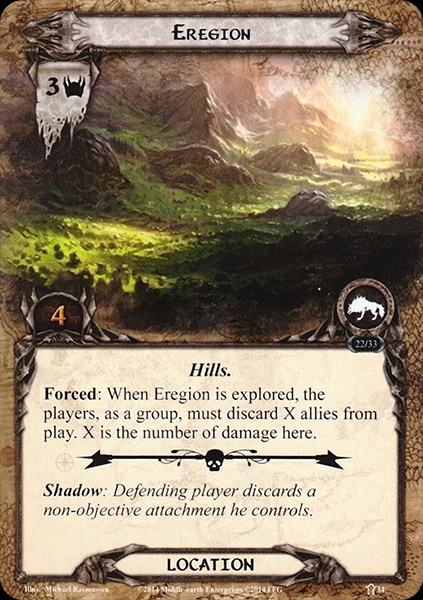 EREGION
3
4
22/33
Hills.
Forced: When Eregion is explored, the
players, as a group, must discard X allies from
play. X is the number of damage here.
Shadow: Defending player discards a
non-objective attachment he controls.
LOCATION
Illus. Michael Rasmussen ©2014 Middle-earth Enterprises ©2014 FFG 34